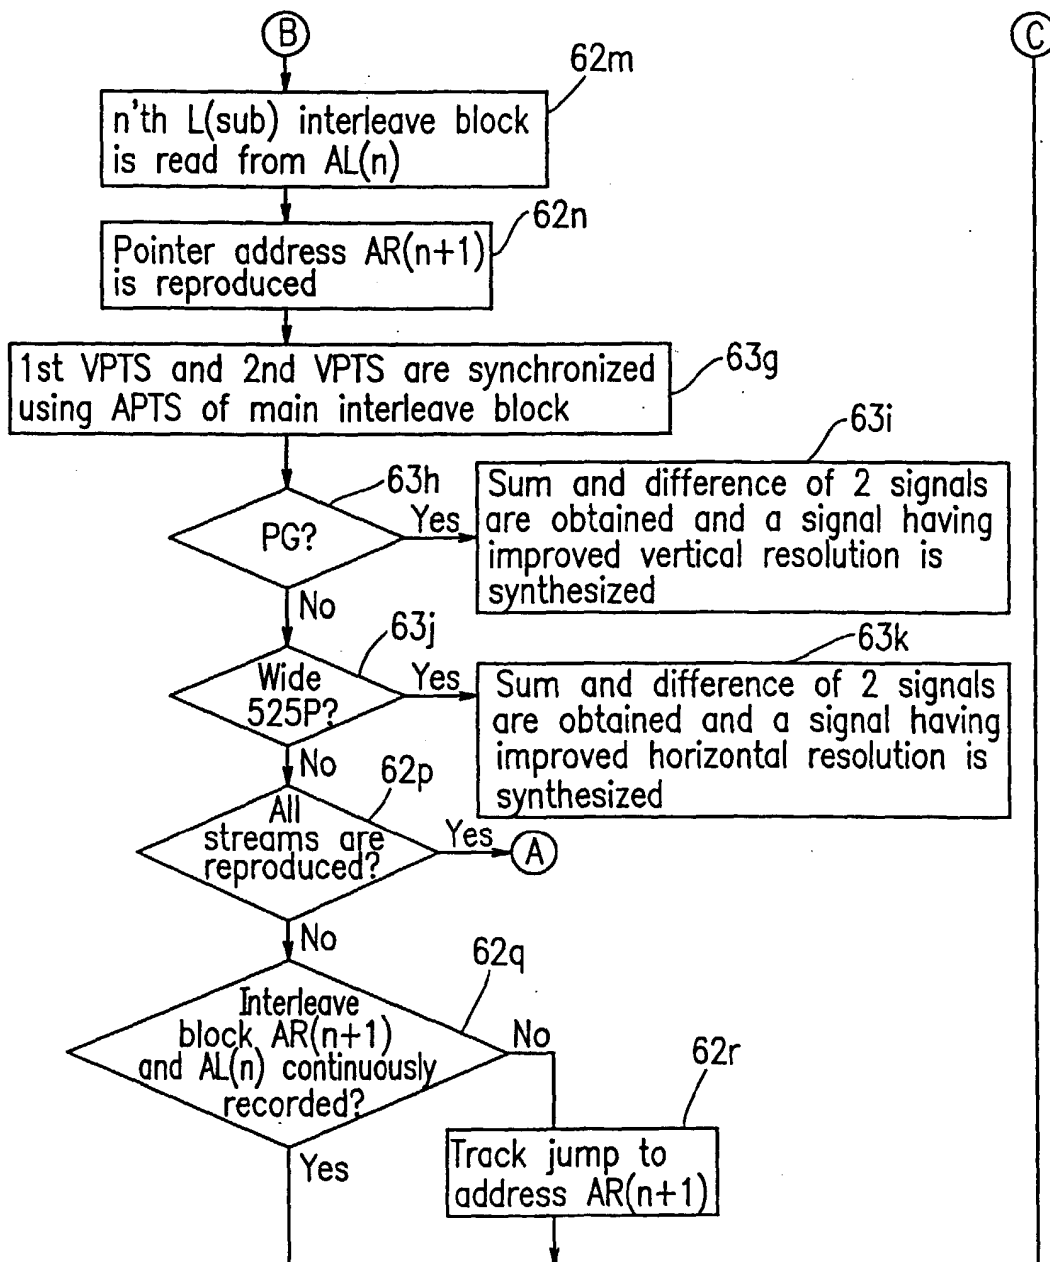 B
C
62m
n'th L(sub) interleave block
is read from AL(n)
62n
Pointer address AR(n+1)
is reproduced
63g
1st VPTS and 2nd VPTS are synchronized
using APTS of main interleave block
63i
63h
PG?
Yes
Sum and difference of 2 signals
are obtained and a signal having
improved vertical resolution is
synthesized
No
63j
63k
Wide
525P?
Yes
Sum and difference of 2 signals
are obtained and a signal having
improved horizontal resolution is
synthesized
No
62p
All
streams are
reproduced?
Yes
A
No
62q
Interleave
block AR(n+1)
and AL(n) continuously
recorded?
No
62r
Yes
Track jump to
address AR(n+1)